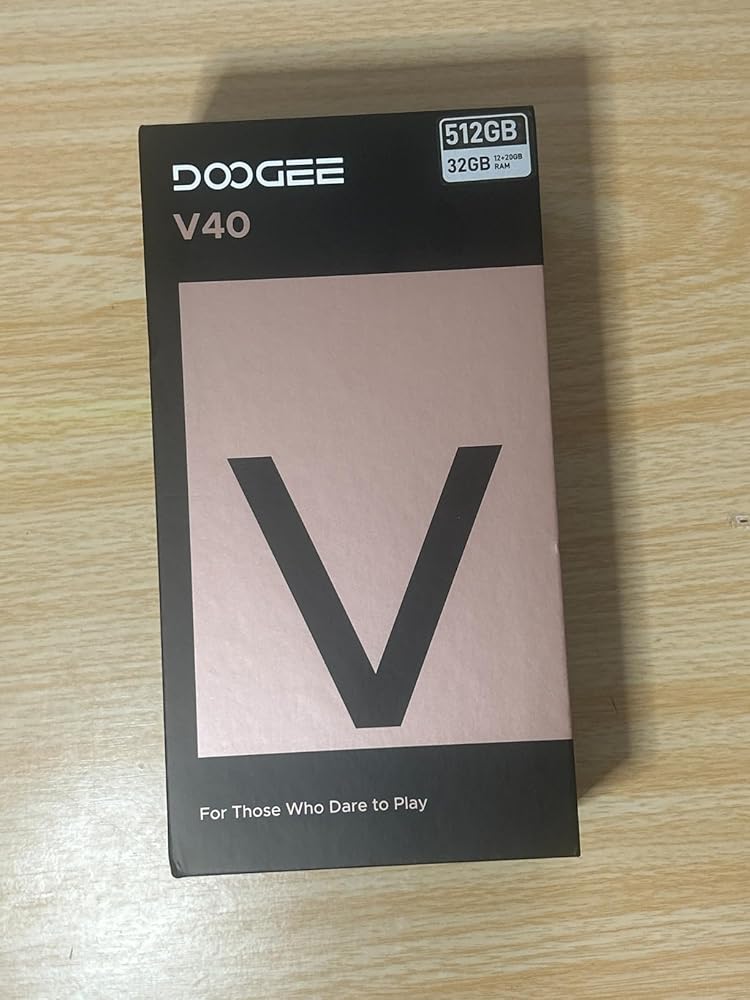 DOOGEE
V40
512GB
32GB 12+20GB RAM
V
For Those Who Dare to Play